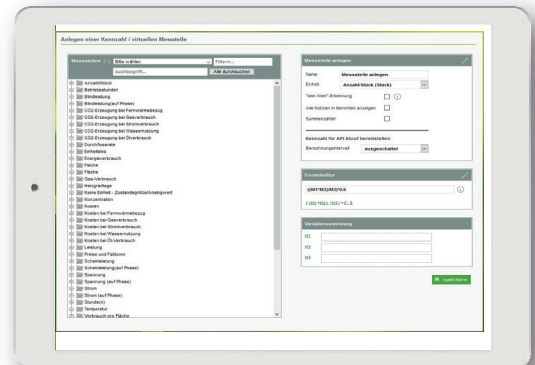 Anlegen einer Kennzahl / virtuellen Messtelle
Messstellen
Bitte wählen
Filtern...
Suchbegriff...
Alle durchsuchen
Anzahl/Stück
Betriebsstunden
Blindleistung
Blindleistung(auf Phase)
CO2-Erzeugung bei Fernwärmebezug
CO2-Erzeugung bei Gasverbrauch
CO2-Erzeugung bei Stromverbrauch
CO2-Erzeugung bei Wassernutzung
CO2-Erzeugung bei Ölverbrauch
Durchflussrate
Einheitslos
Energieverbrauch
Fläche
Fläche
Gas-Verbrauch
Heizgradtage
Keine Einheit - Zustandsgröße/Analogwert
Konzentration
Kosten
Kosten bei Fernwärmebezug
Kosten bei Gasverbrauch
Kosten bei Stromverbrauch
Kosten bei Wassernutzung
Kosten bei Öl-Verbrauch
Leistung
Preise und Faktoren
Scheinleistung
Scheinleistung(auf Phase)
Spannung
Spannung (auf Phase)
Strom
Strom (auf Phase)
Stunde(n)
Temperatur
Verbrauch pro Fläche
Messstelle anlegen
Name
Messstelle anlegen
Einheit
Anzahl/Stück (Stück)
"kein Wert"-Erkennung
Alle Notizen in Berichten anzeigen
Summenzähler
Kennzahl für API Abruf bereitstellen
Berechnungsintervall
ausgeschaltet
Formeleditor
((M1*M2)/M3)*0.5
( (M1*M2) /M3) *0.5
Variablenzuweisung
M1
M2
M3
speichern